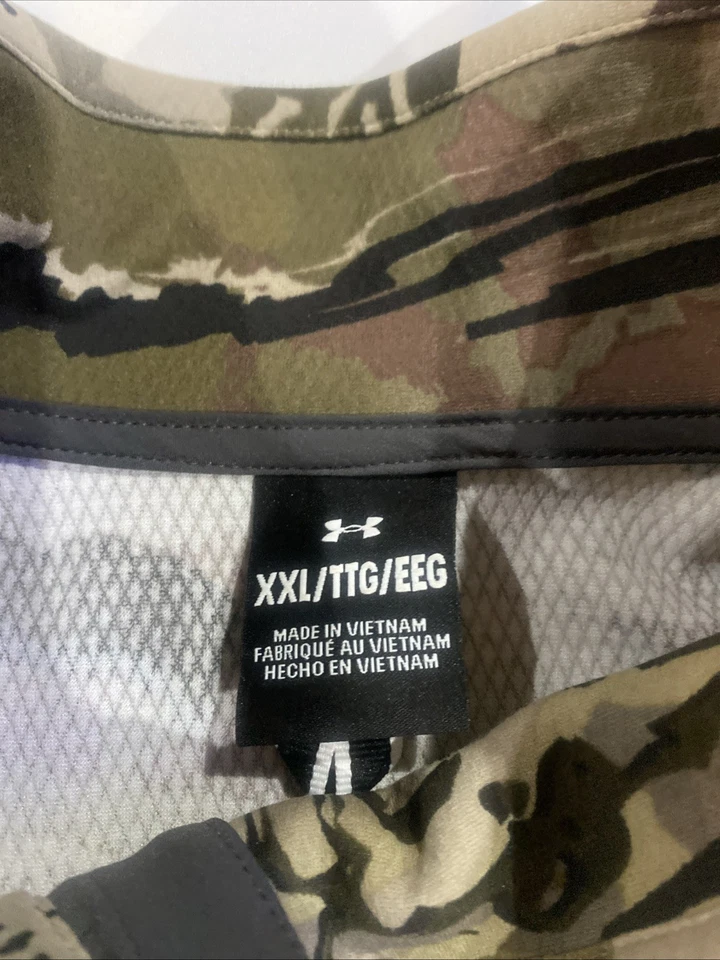 XXL/TTG/EEG
MADE IN VIETNAM
FABRIQUÉ AU VIETNAM
HECHO EN VIETNAM